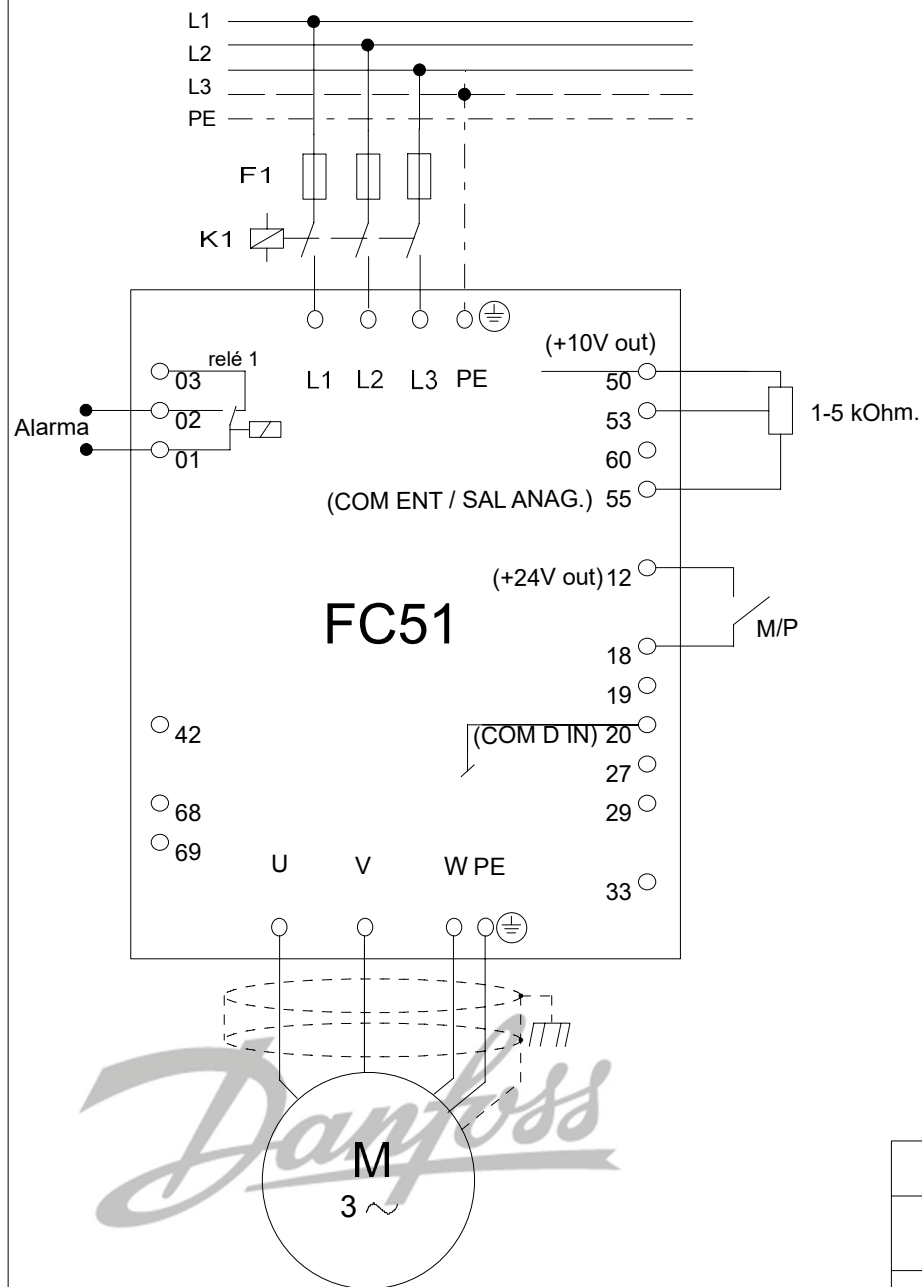 L1
L2
L3
PE
F1
K1
L1 L2 L3 PE
relé 1
03
02
01
Alarma
(+10V out)
50
53
60
(COM ENT / SAL ANAG.) 55
1-5 kOhm.
(+24V out) 12
M/P
18
19
(COM D IN) 20
27
29
33
FC51
42
68
69
U V W PE
Danfoss
M
3 ~